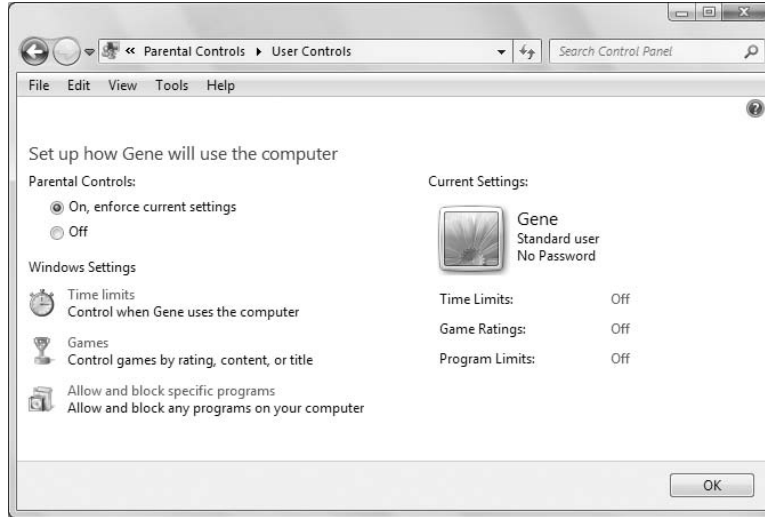 « Parental Controls ▸ User Controls
Search Control Panel
File Edit View Tools Help
Set up how Gene will use the computer
Parental Controls:
On, enforce current settings
Off
Windows Settings
Time limits
Control when Gene uses the computer
Games
Control games by rating, content, or title
Allow and block specific programs
Allow and block any programs on your computer
Current Settings:
Gene
Standard user
No Password
Time Limits: Off
Game Ratings: Off
Program Limits: Off
OK